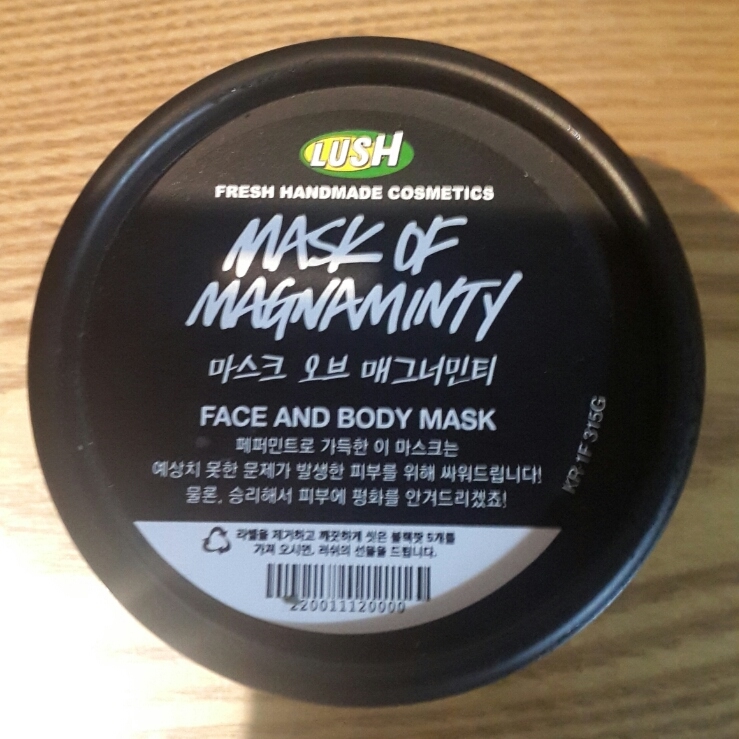 LUSH
FRESH HANDMADE COSMETICS
MASK OF
MAGNAMINTY
마스크 오브 매그너민티
FACE AND BODY MASK
페퍼민트로 가득한 이 마스크는
예상치 못한 문제가 발생한 피부를 위해 싸워드립니다!
물론, 승리해서 피부에 평화를 안겨드리겠죠!
KR 1F 315G
라벨을 제거하고 깨끗하게 씻은 블랙팟 5개를
가져 오시면, 러쉬의 선물을 드립니다.
220011120000